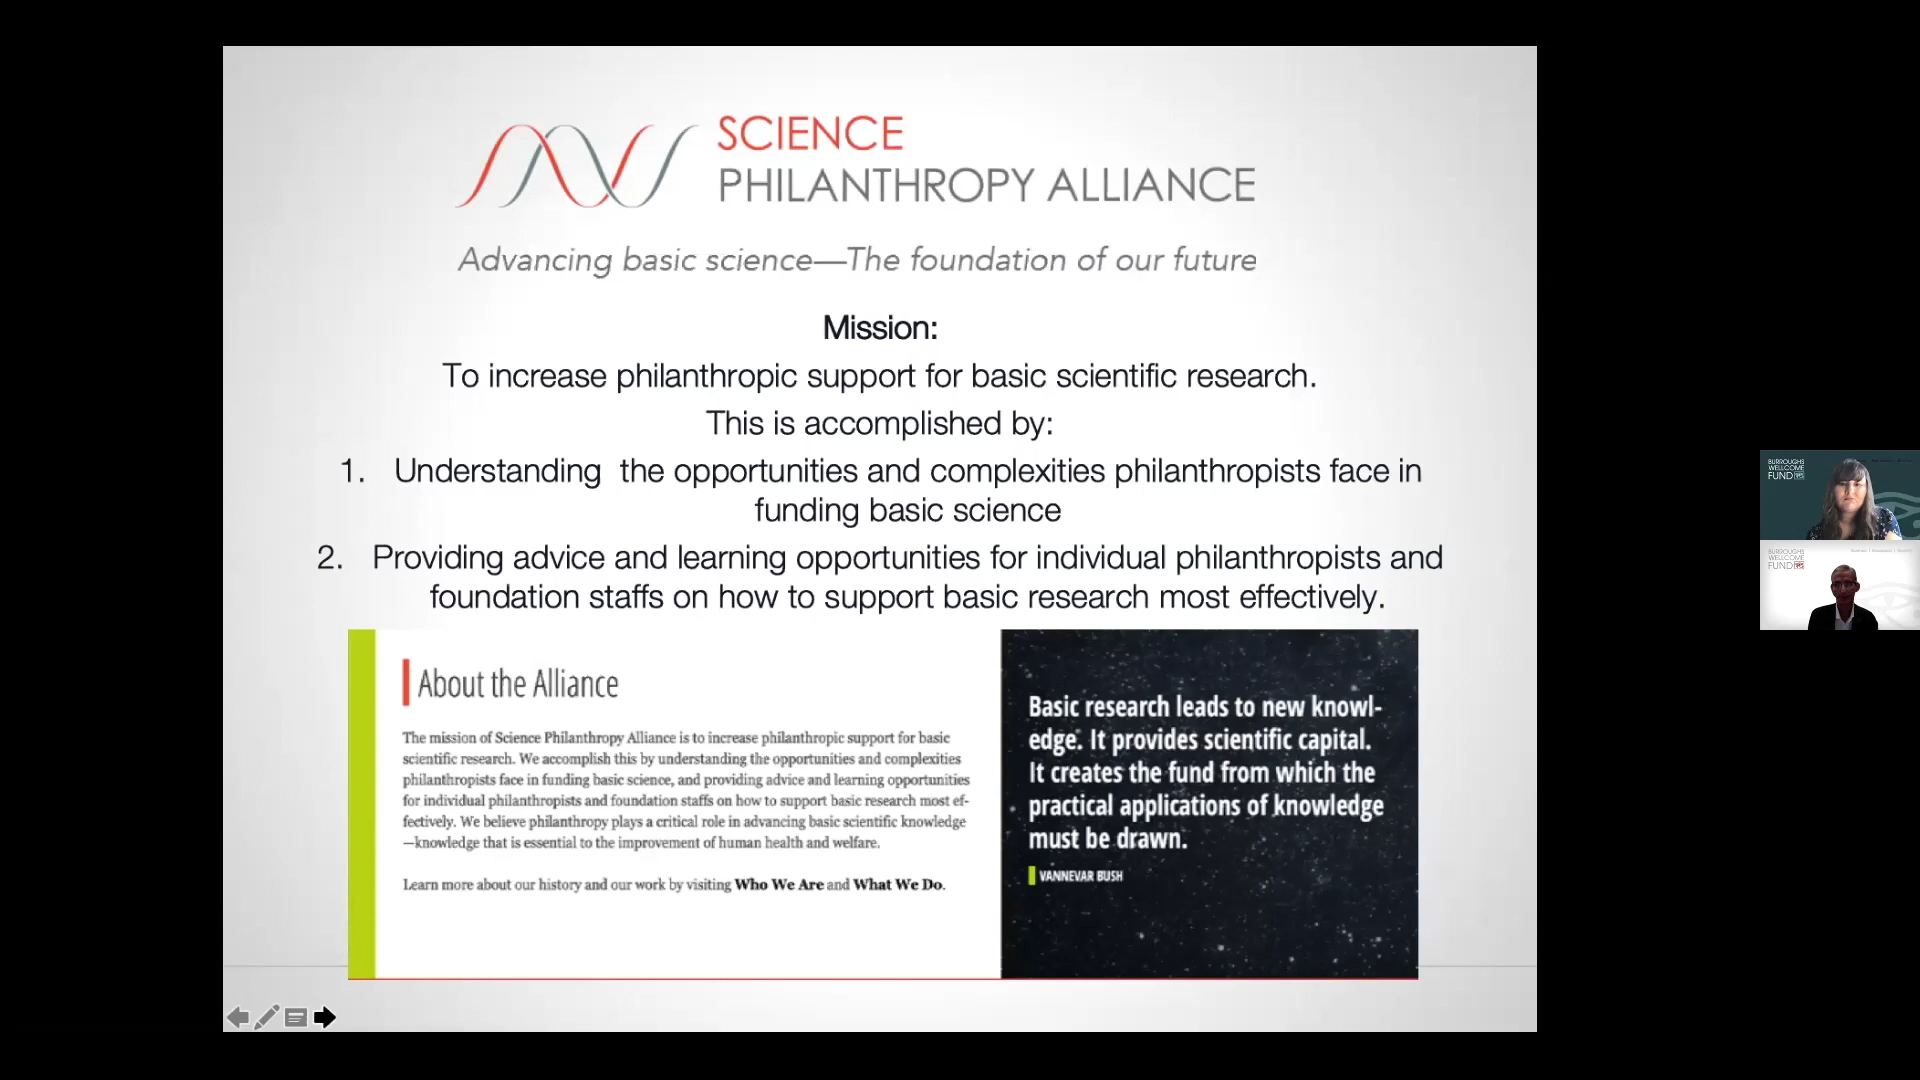 SCIENCE
PHILANTHROPY ALLIANCE
Advancing basic science—The foundation of our future
Mission:
To increase philanthropic support for basic scientific research.
This is accomplished by:
1. Understanding the opportunities and complexities philanthropists face in
funding basic science
2. Providing advice and learning opportunities for individual philanthropists and
foundation staffs on how to support basic research most effectively.
About the Alliance
The mission of Science Philanthropy Alliance is to increase philanthropic support for basic
scientific research. We accomplish this by understanding the opportunities and complexities
philanthropists face in funding basic science, and providing advice and learning opportunities
for individual philanthropists and foundation staffs on how to support basic research most ef-
fectively. We believe philanthropy plays a critical role in advancing basic scientific knowledge
—knowledge that is essential to the improvement of human health and welfare.
Learn more about our history and our work by visiting Who We Are and What We Do.
Basic research leads to new knowl-
edge. It provides scientific capital.
It creates the fund from which the
practical applications of knowledge
must be drawn.
VANNEVAR BUSH
BURROUGHS
WELLCOME
FUND
BURROUGHS
WELLCOME
FUND